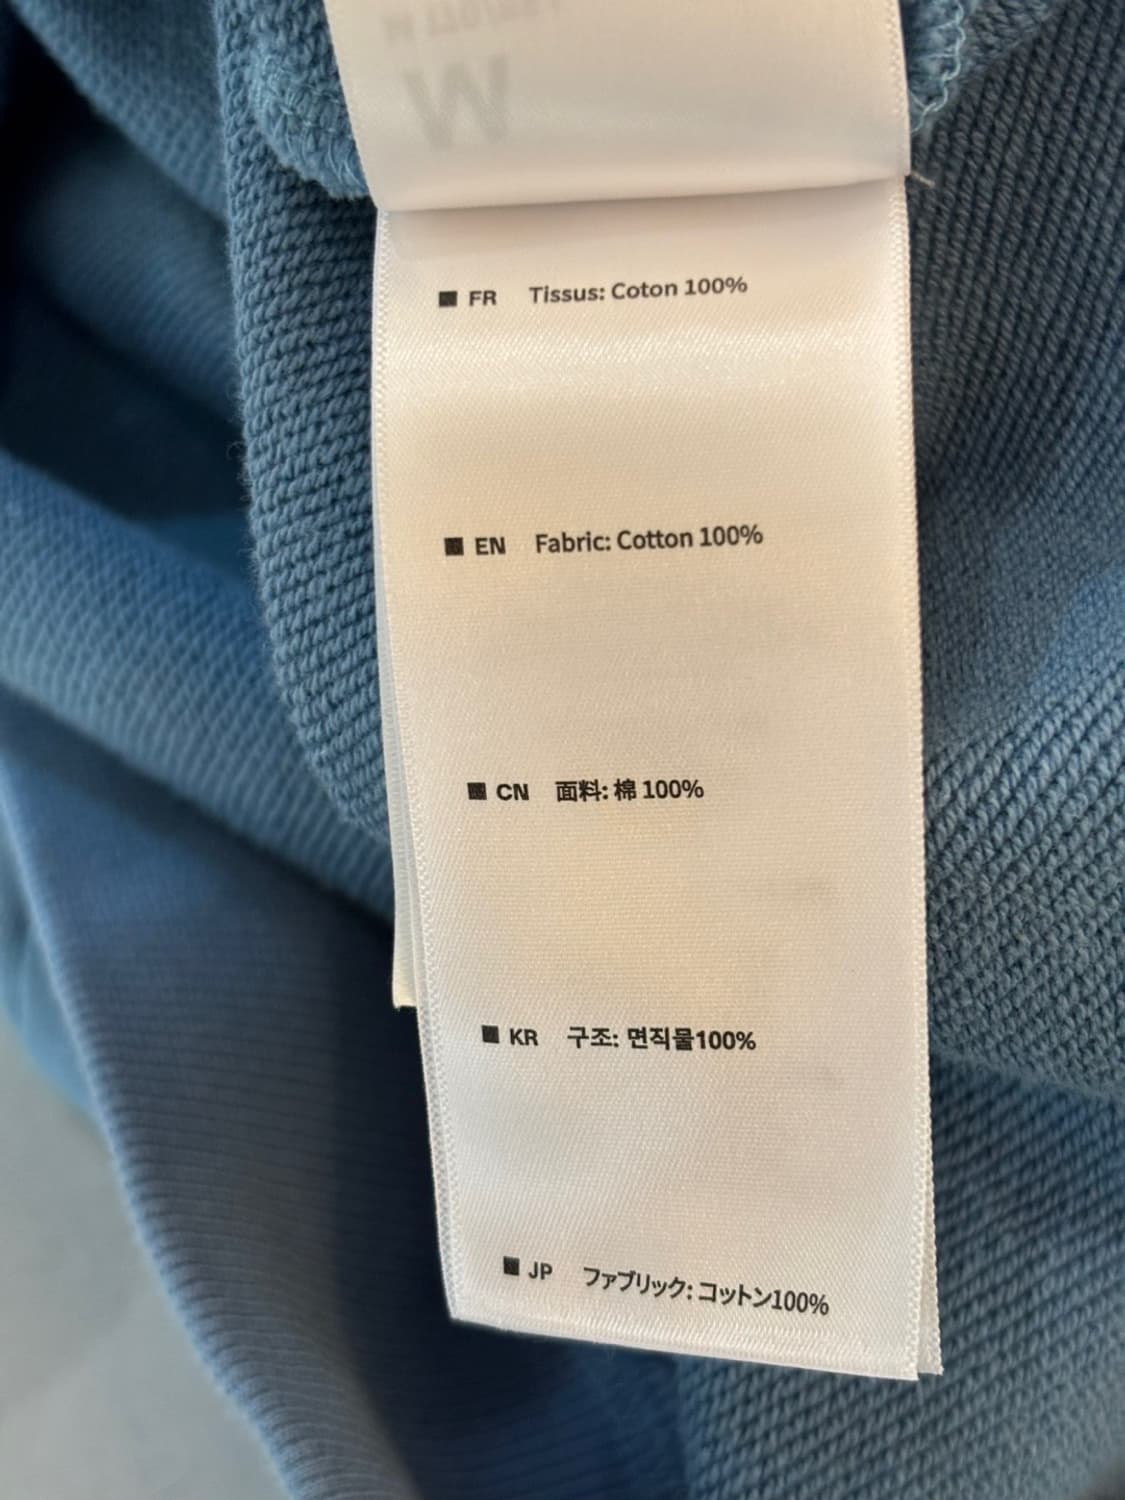 M
FR Tissus: Coton 100%
EN Fabric: Cotton 100%
CN 面料: 棉 100%
KR 구조: 면직물100%
JP ファブリック: コットン100%